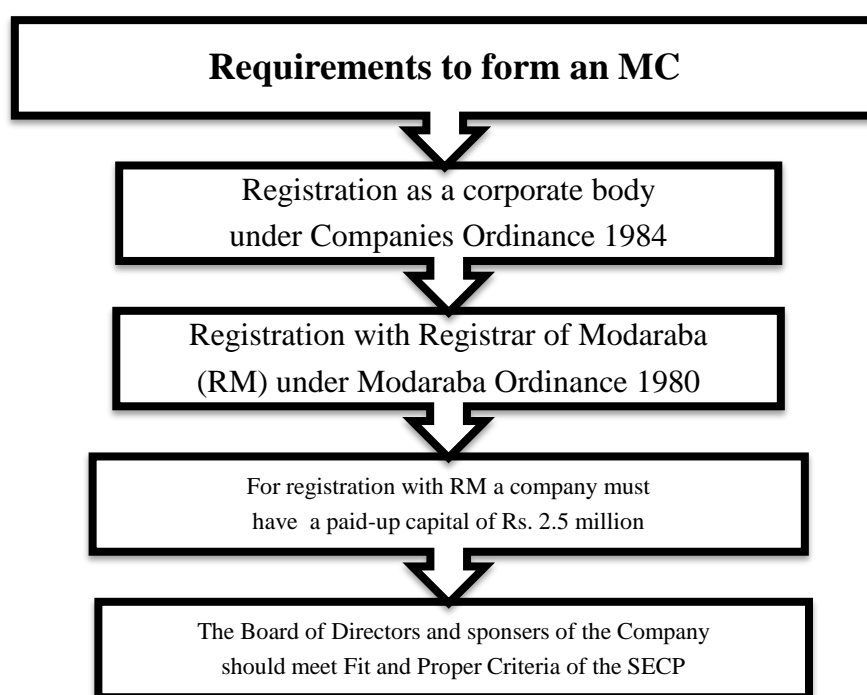 Requirements to form an MC
Registration as a corporate body
under Companies Ordinance 1984
Registration with Registrar of Modaraba
(RM) under Modaraba Ordinance 1980
For registration with RM a company must
have a paid-up capital of Rs. 2.5 million
The Board of Directors and sponsers of the Company
should meet Fit and Proper Criteria of the SECP